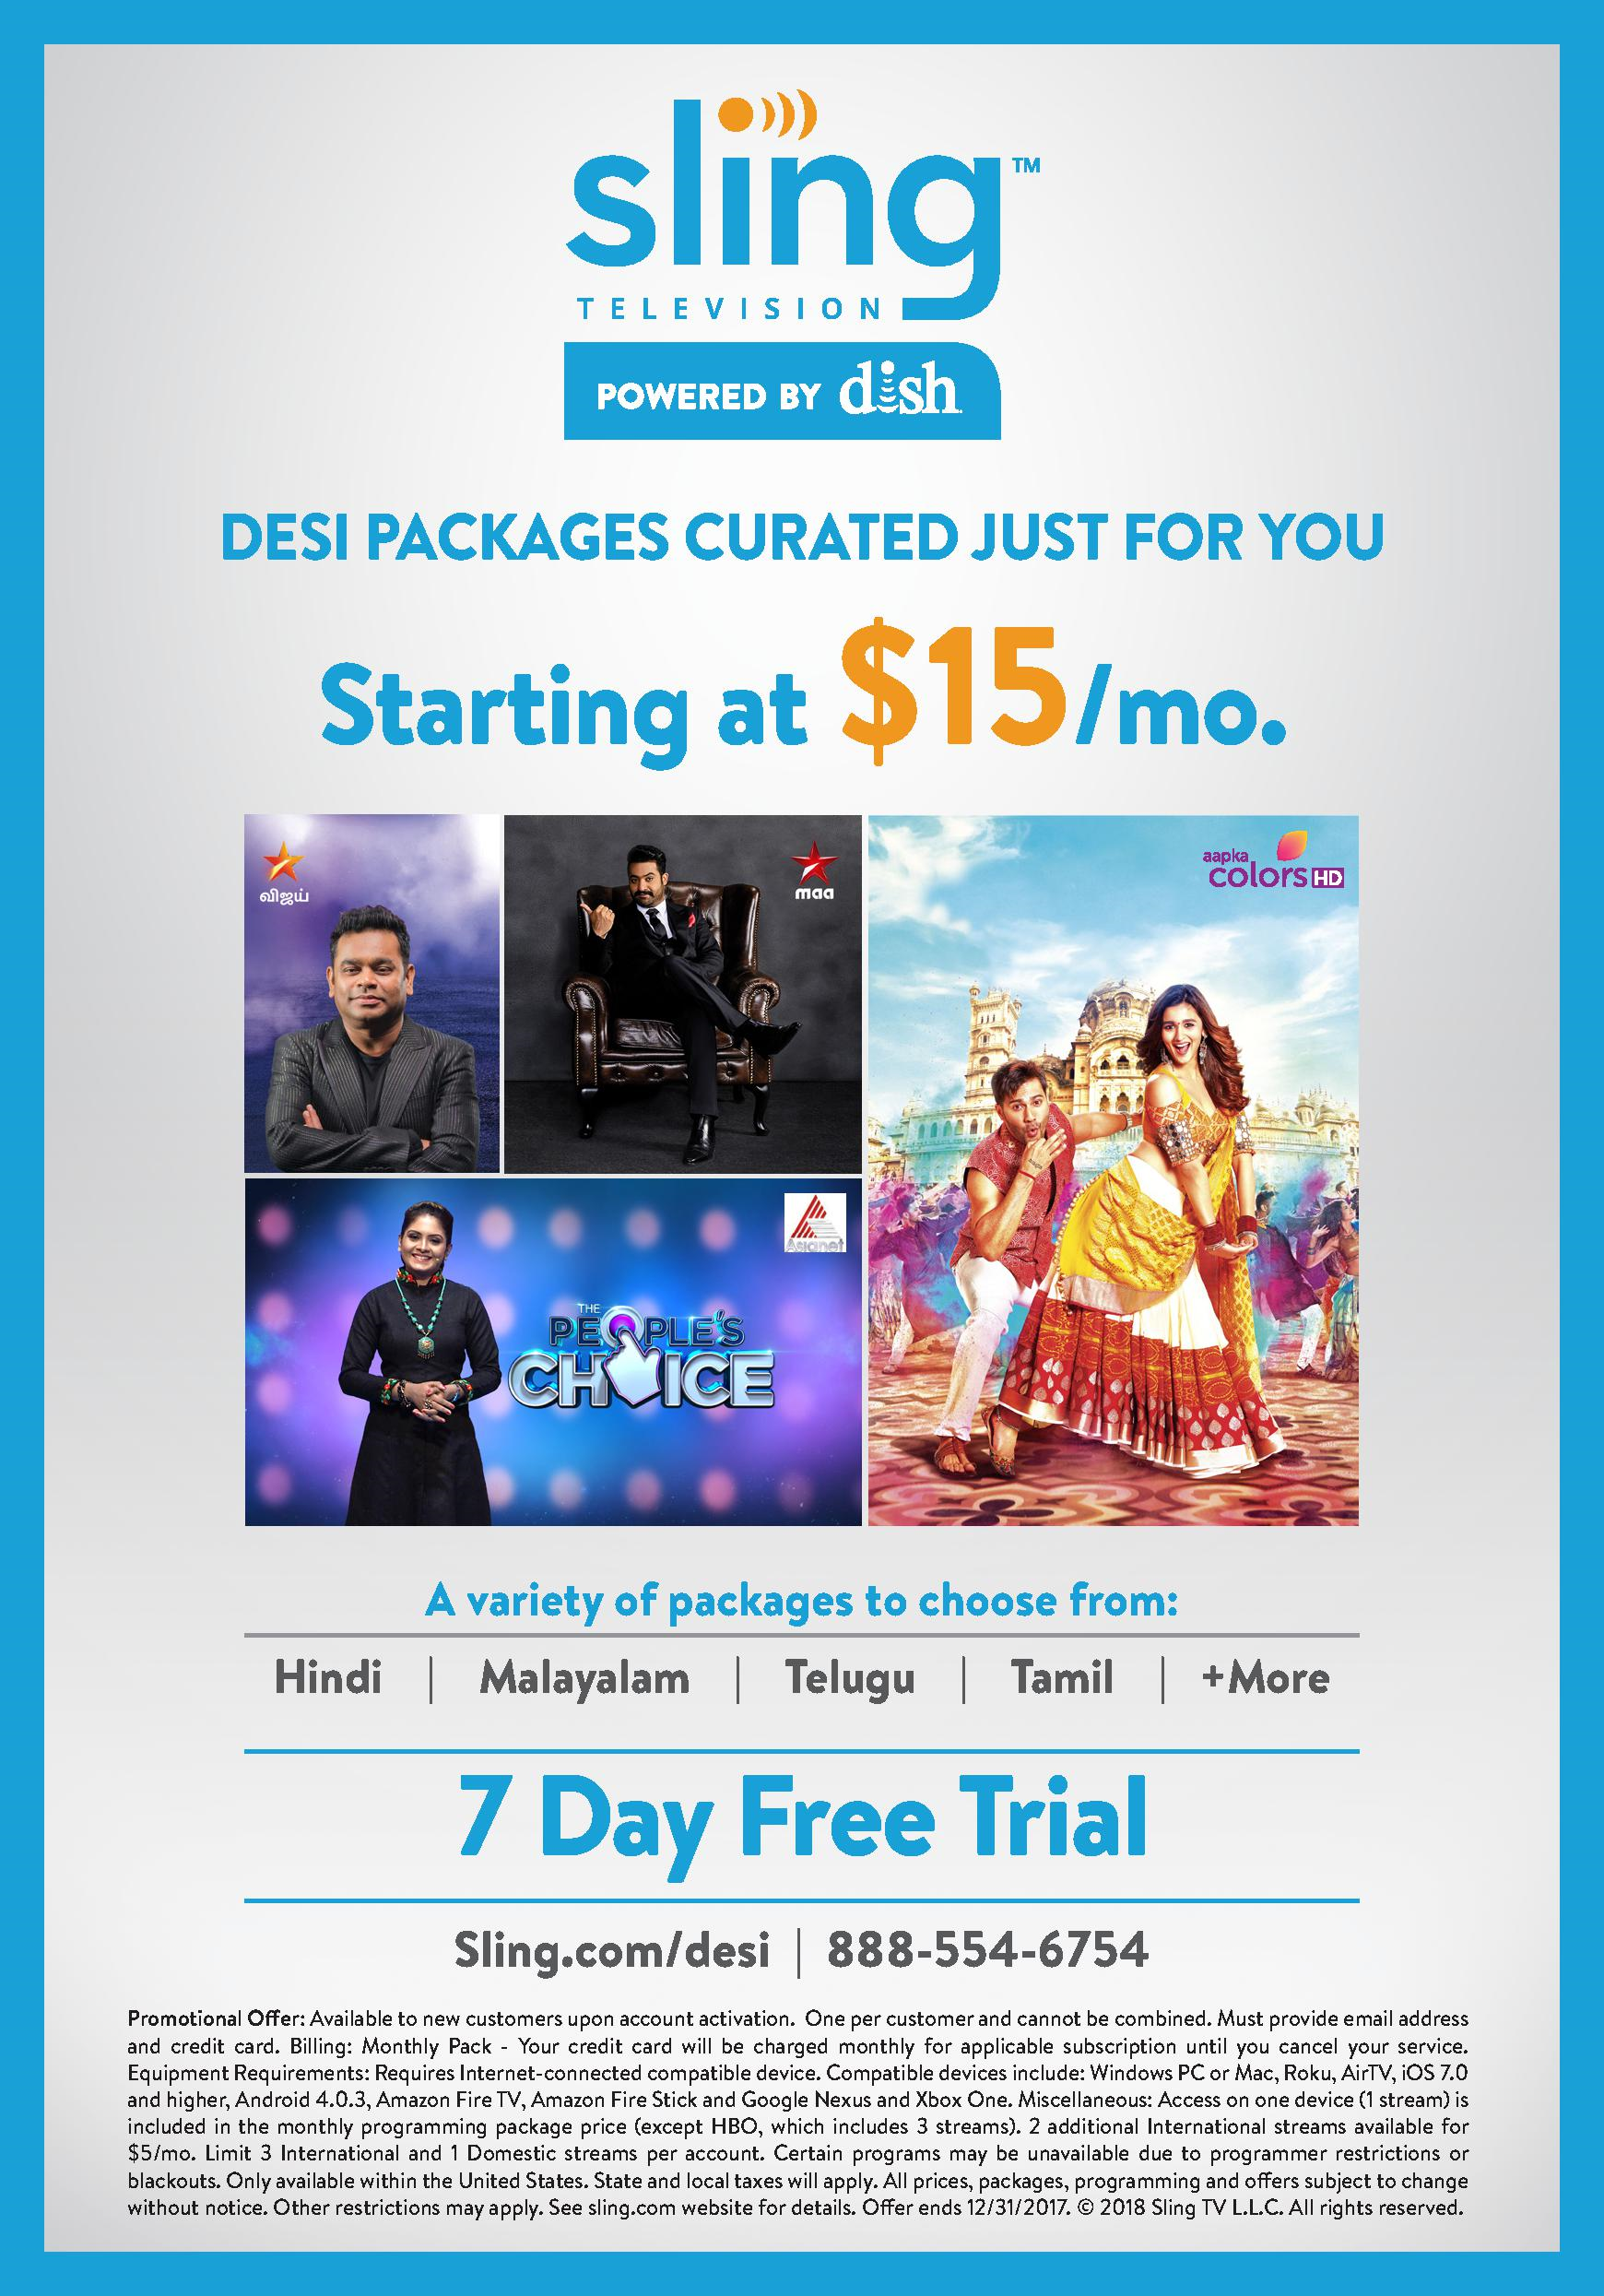 sling™
TELEVISION
POWERED BY dish
DESI PACKAGES CURATED JUST FOR YOU
Starting at $15/mo.
விஜய்
maa
aapka
colors HD
Asianet
THE
PEOPLE'S
CHOICE
A variety of packages to choose from:
Hindi | Malayalam | Telugu | Tamil | +More
7 Day Free Trial
Sling.com/desi | 888-554-6754
Promotional Offer: Available to new customers upon account activation. One per customer and cannot be combined. Must provide email address
and credit card. Billing: Monthly Pack - Your credit card will be charged monthly for applicable subscription until you cancel your service.
Equipment Requirements: Requires Internet-connected compatible device. Compatible devices include: Windows PC or Mac, Roku, AirTV, iOS 7.0
and higher, Android 4.0.3, Amazon Fire TV, Amazon Fire Stick and Google Nexus and Xbox One. Miscellaneous: Access on one device (1 stream) is
included in the monthly programming package price (except HBO, which includes 3 streams). 2 additional International streams available for
$5/mo. Limit 3 International and 1 Domestic streams per account. Certain programs may be unavailable due to programmer restrictions or
blackouts. Only available within the United States. State and local taxes will apply. All prices, packages, programming and offers subject to change
without notice. Other restrictions may apply. See sling.com website for details. Offer ends 12/31/2017. © 2018 Sling TV L.L.C. All rights reserved.